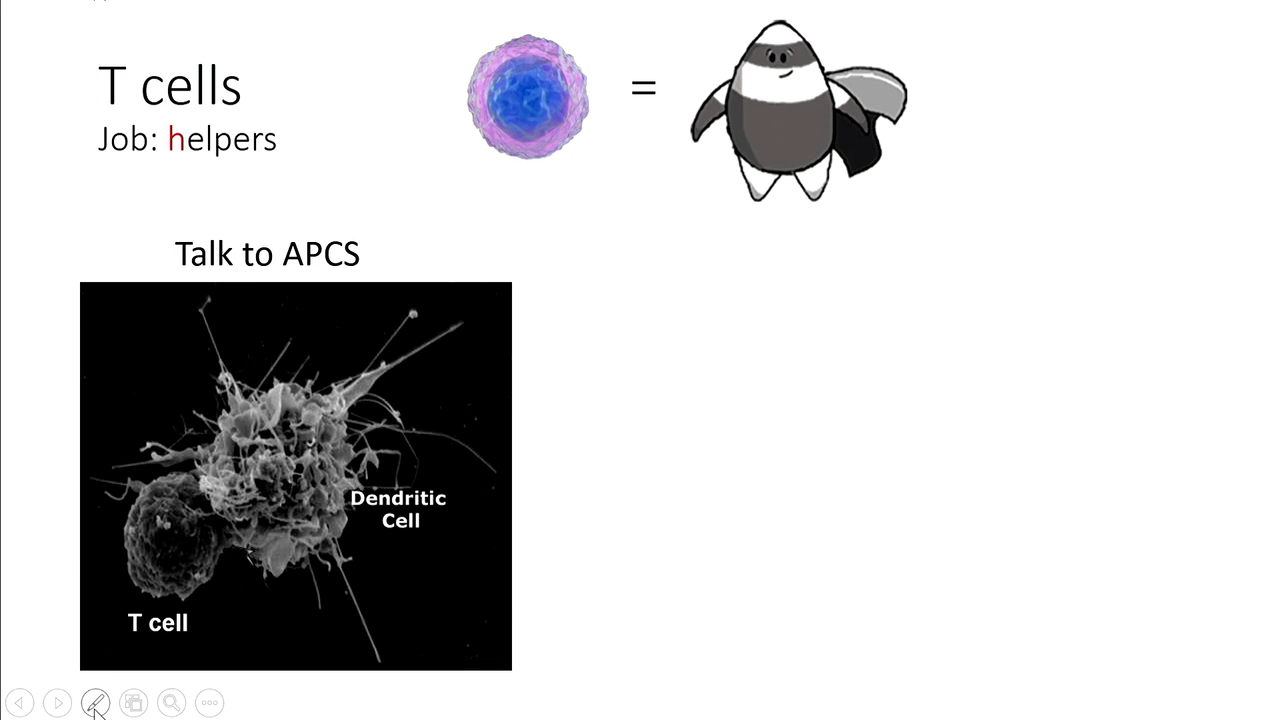 T cells
=
Job: helpers
Talk to APCS
Dendritic
Cell
T cell